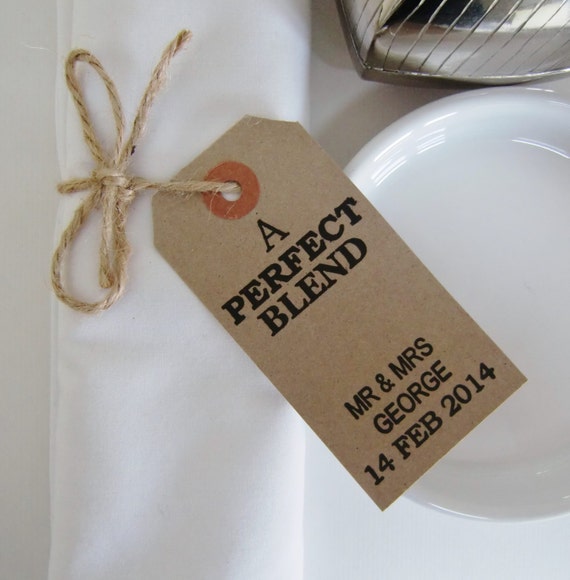 A
PERFECT
BLEND
MR & MRS
GEORGE
14 FEB 2014